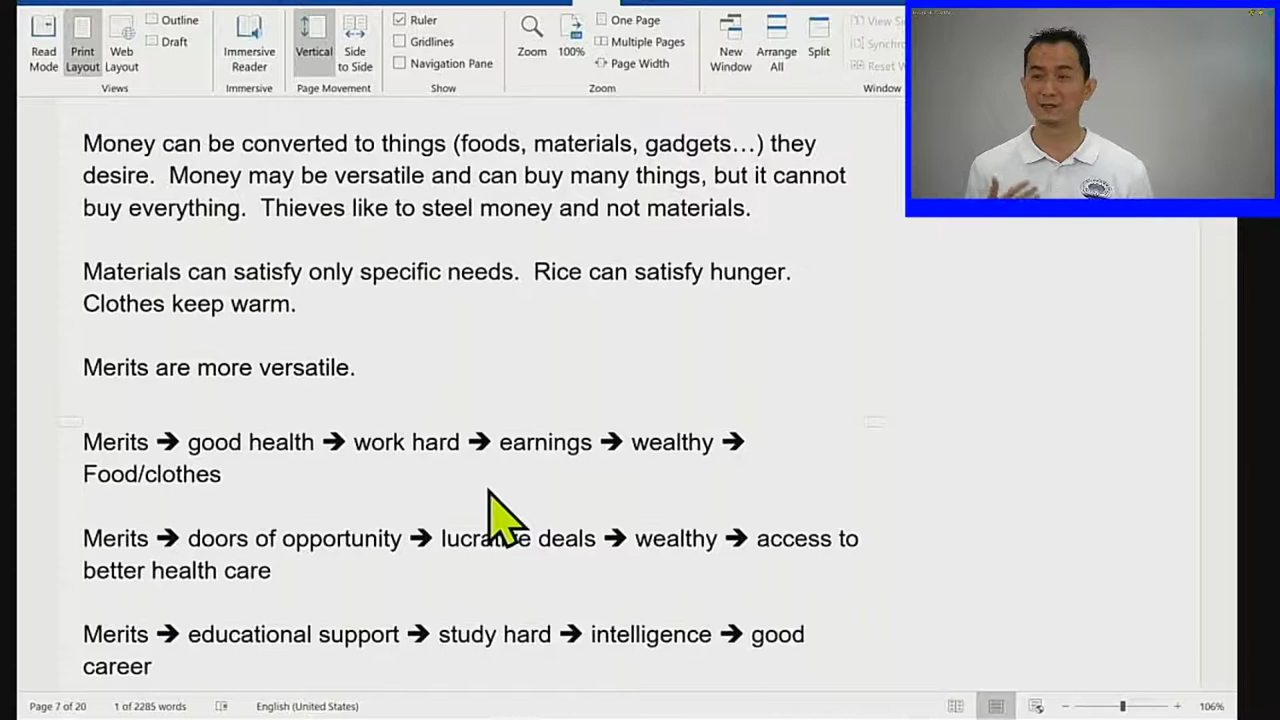 Outline
Draft
Read Mode
Print Layout
Web Layout
Views
Immersive Reader
Immersive
Vertical
Side to Side
Page Movement
Ruler
Gridlines
Navigation Pane
Show
Zoom
100%
One Page
Multiple Pages
Page Width
Zoom
New Window
Arrange All
Split
View Si
Synchro
Reset W
Window
Money can be converted to things (foods, materials, gadgets…) they
desire. Money may be versatile and can buy many things, but it cannot
buy everything. Thieves like to steel money and not materials.
Materials can satisfy only specific needs. Rice can satisfy hunger.
Clothes keep warm.
Merits are more versatile.
Merits ➔ good health ➔ work hard ➔ earnings ➔ wealthy ➔
Food/clothes
Merits ➔ doors of opportunity ➔ lucrative deals ➔ wealthy ➔ access to
better health care
Merits ➔ educational support ➔ study hard ➔ intelligence ➔ good
career
Page 7 of 20 1 of 2285 words English (United States) 106%